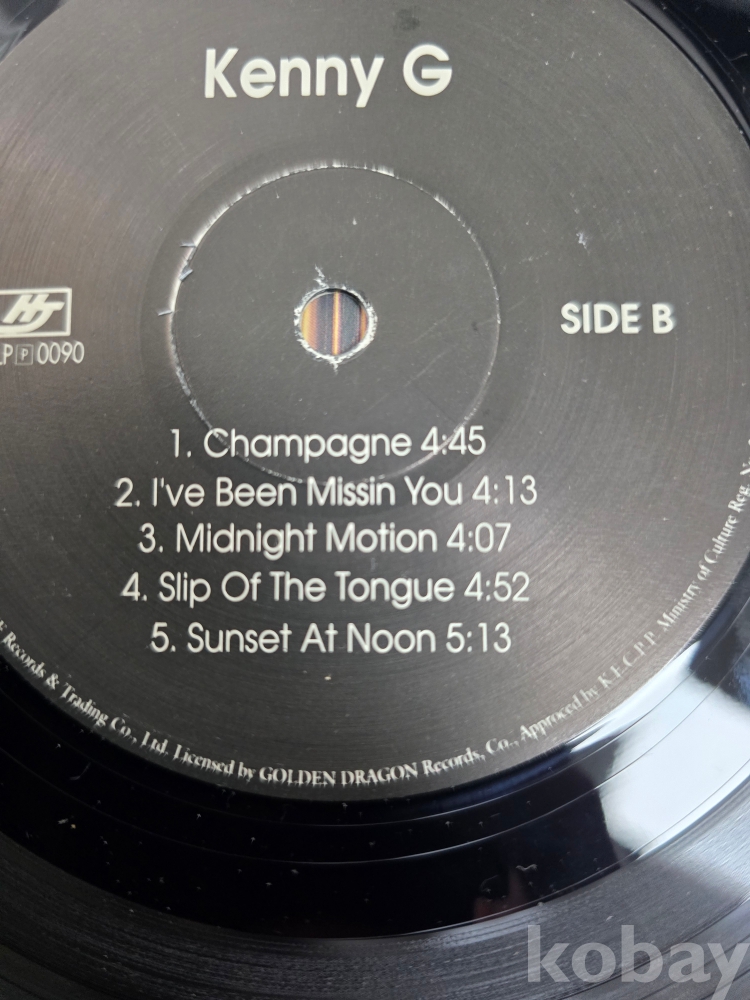 Kenny G
HJ
SIDE B
LP Ⓟ 0090
1. Champagne 4:45
2. I've Been Missin You 4:13
3. Midnight Motion 4:07
4. Slip Of The Tongue 4:52
5. Sunset At Noon 5:13
Records & Trading Co., Ltd. Licensed by GOLDEN DRAGON Records, Co., Approced by K.F.C.P.P. Ministry of Culture Reg.
kobay